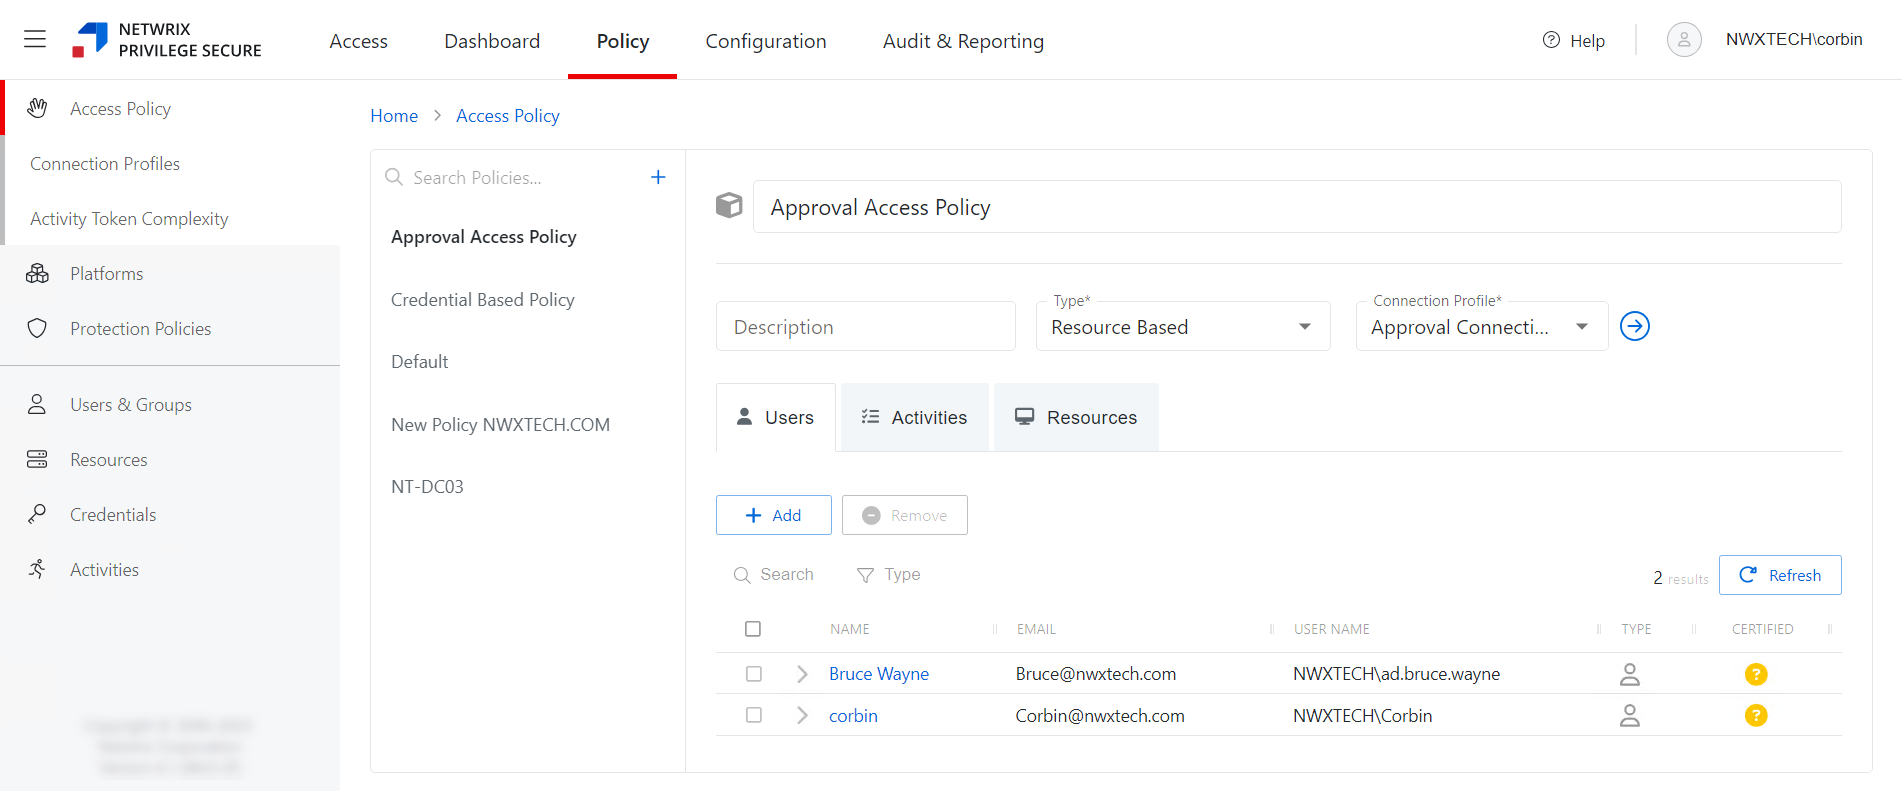 NETWRIX
PRIVILEGE SECURE
Access
Dashboard
Policy
Configuration
Audit & Reporting
Help
NWXTECH\corbin
Access Policy
Connection Profiles
Activity Token Complexity
Platforms
Protection Policies
Users & Groups
Resources
Credentials
Activities
Home
Access Policy
Search Policies...
Approval Access Policy
Credential Based Policy
Default
New Policy NWXTECH.COM
NT-DC03
Approval Access Policy
Description
Type*
Resource Based
Connection Profile*
Approval Connecti...
Users
Activities
Resources
Add
Remove
Search
Type
2 results
Refresh
NAME EMAIL USER NAME TYPE CERTIFIED
Bruce Wayne Bruce@nwxtech.com NWXTECH\ad.bruce.wayne ?
corbin Corbin@nwxtech.com NWXTECH\Corbin ?